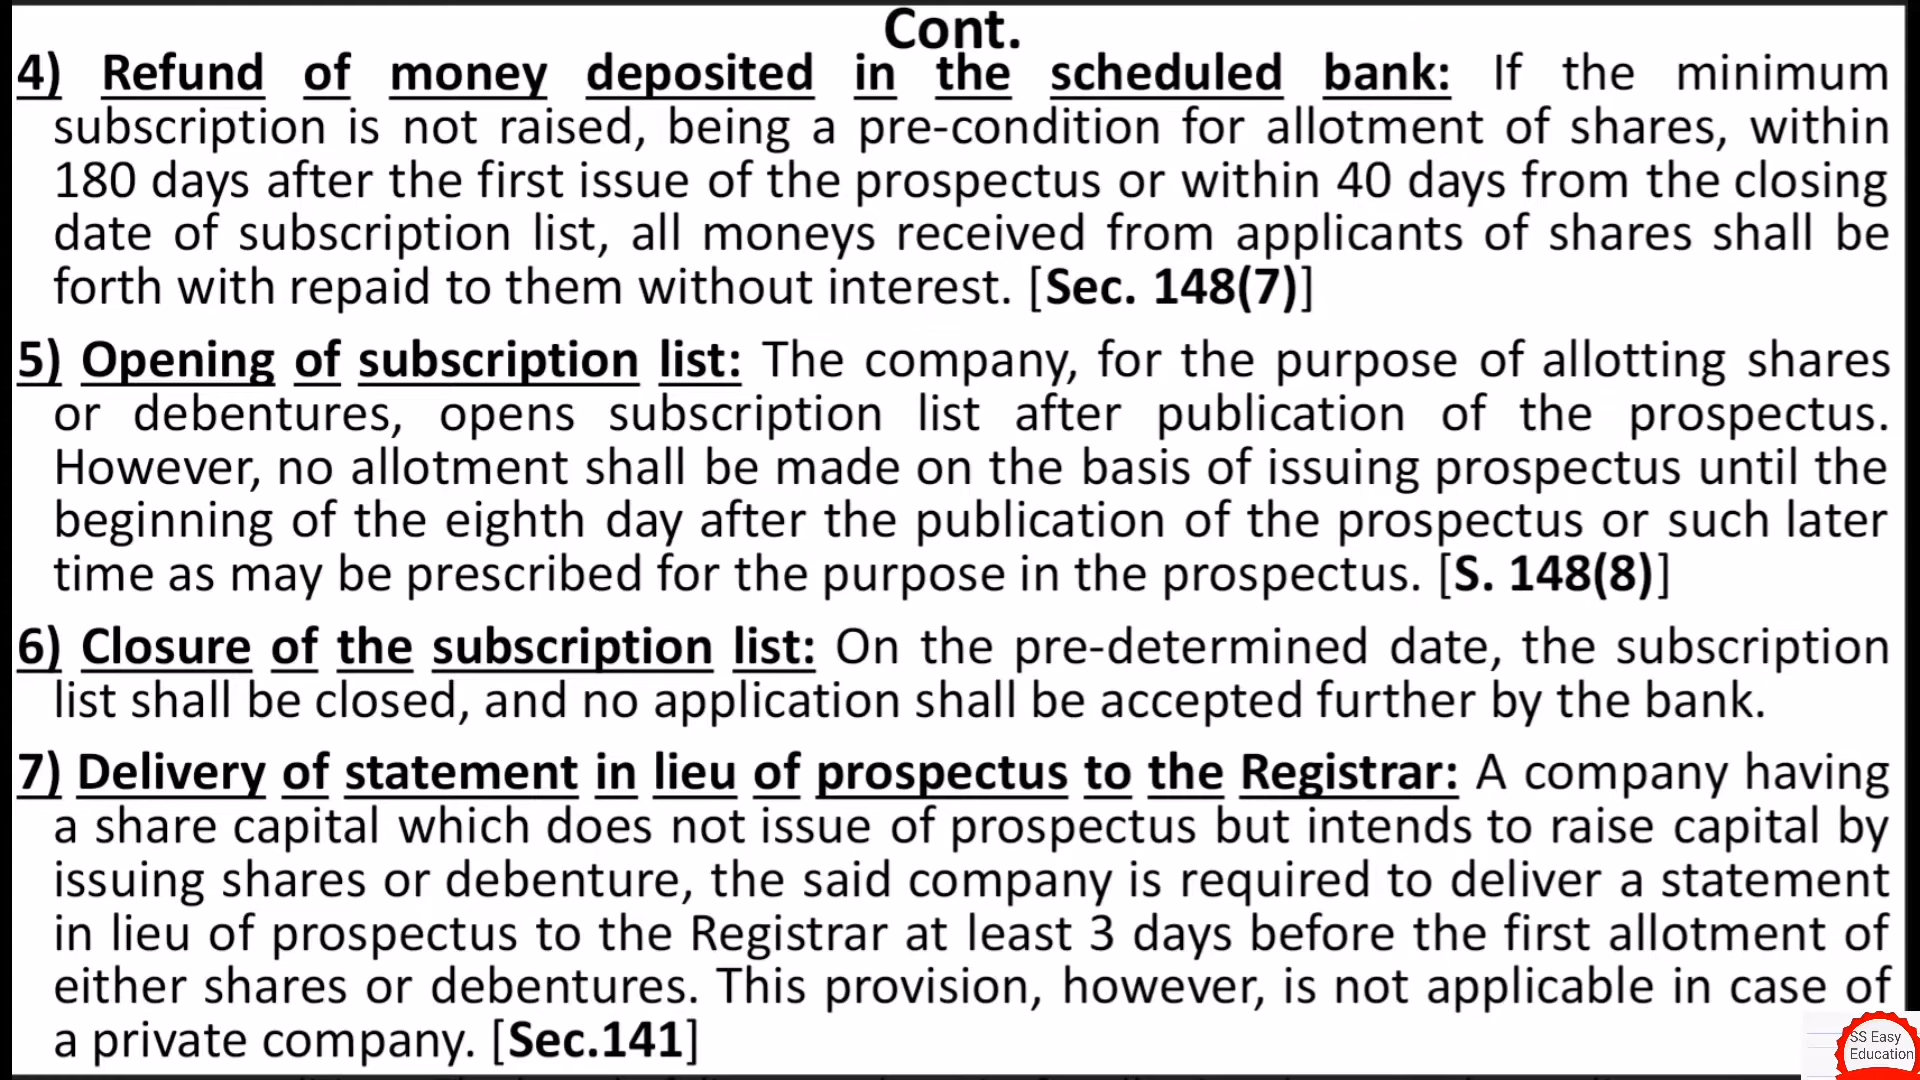 Cont.
4) Refund of money deposited in the scheduled bank: If the minimum
subscription is not raised, being a pre-condition for allotment of shares, within
180 days after the first issue of the prospectus or within 40 days from the closing
date of subscription list, all moneys received from applicants of shares shall be
forth with repaid to them without interest. [Sec. 148(7)]
5) Opening of subscription list: The company, for the purpose of allotting shares
or debentures, opens subscription list after publication of the prospectus.
However, no allotment shall be made on the basis of issuing prospectus until the
beginning of the eighth day after the publication of the prospectus or such later
time as may be prescribed for the purpose in the prospectus. [S. 148(8)]
6) Closure of the subscription list: On the pre-determined date, the subscription
list shall be closed, and no application shall be accepted further by the bank.
7) Delivery of statement in lieu of prospectus to the Registrar: A company having
a share capital which does not issue of prospectus but intends to raise capital by
issuing shares or debenture, the said company is required to deliver a statement
in lieu of prospectus to the Registrar at least 3 days before the first allotment of
either shares or debentures. This provision, however, is not applicable in case of
a private company. [Sec.141]
SS Easy
Education